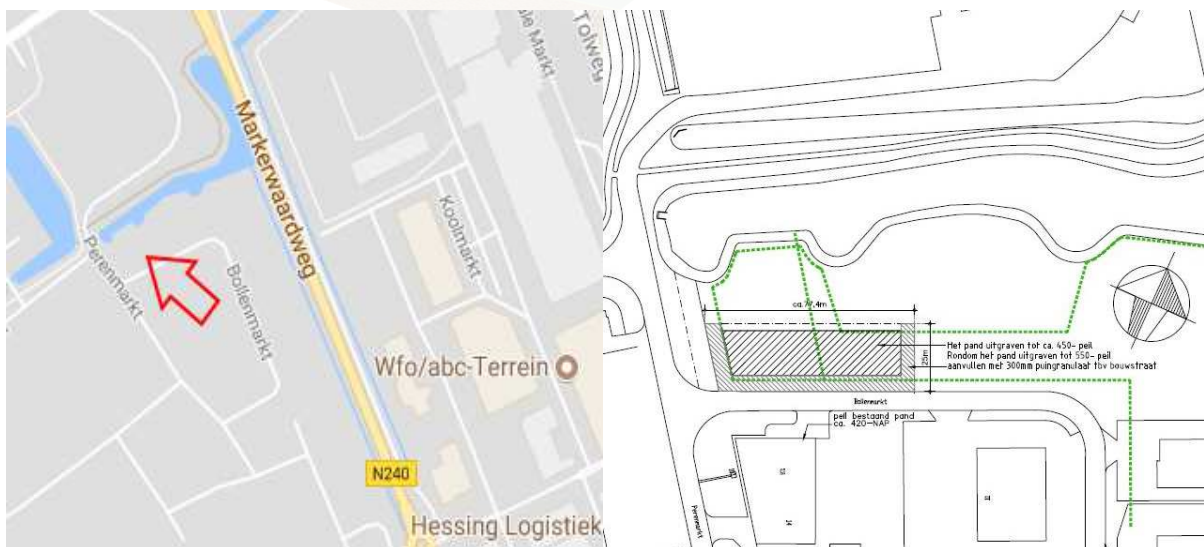 Tolweg
ale Markt
Markerwaardweg
Koolmarkt
Perenmarkt
Bollenmarkt
Wfo/abc-Terrein
N240
Hessing Logistiek
25m
Het pand uitgraven tot ca. 450- peil
Rondom het pand uitgraven tot 550- peil
aanvullen met 300mm puingranulaat tbv bouwstraat
peil bestaand pand
ca. 420-NAP
Perenmarkt